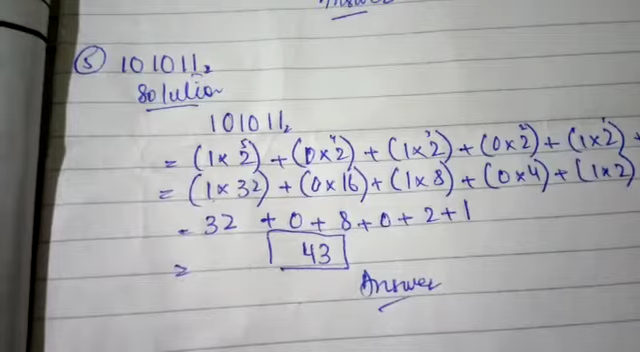 Answer
⑤ 101011₂
Solution
101011₂
= (1×2⁵) + (0×2⁴) + (1×2³) + (0×2²) + (1×2¹) +
= (1×32) + (0×16) + (1×8) + (0×4) + (1×2)
= 32 + 0 + 8 + 0 + 2 + 1
= 43
Answer